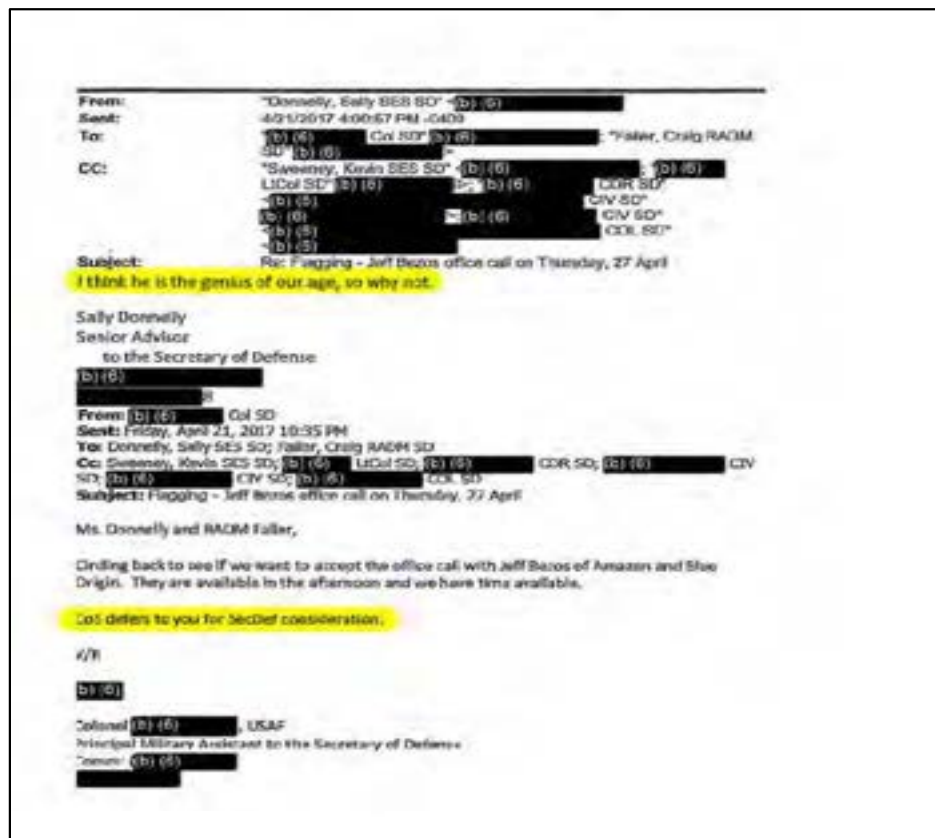 From: "Donnelly, Sally SES SD" <(b) (6)
Sent: 4/21/2017 4:00:57 PM -0400
To: "(b) (6) Col SD" (b) (6) ; "Faller, Craig RADM
SD" (b) (6) >
CC: "Sweeney, Kevin SES SD" <(b) (6) ; (b) (6)
LtCol SD" (b) (6) >; "(b) (6) CDR SD"
<(b) (6) CIV SD"
(b) (6) >; (b) (6) CIV SD"
<(b) (6) COL SD"
<(b) (6)
Subject: Re: Flagging - Jeff Bezos office call on Thursday, 27 April
I think he is the genius of our age, so why not.
Sally Donnelly
Senior Advisor
to the Secretary of Defense
(b) (6)
From: (b) (6) Col SD
Sent: Friday, April 21, 2017 10:35 PM
To: Donnelly, Sally SES SD; Faller, Craig RADM SD
Cc: Sweeney, Kevin SES SD; (b) (6) LtCol SD; (b) (6) CDR SD; (b) (6) CIV
SD; (b) (6) CIV SD; (b) (6) COL SD
Subject: Flagging - Jeff Bezos office call on Thursday, 27 April
Ms. Donnelly and RADM Faller,
Circling back to see if we want to accept the office call with Jeff Bezos of Amazon and Blue
Origin. They are available in the afternoon and we have time available.
CoS defers to you for SecDef consideration.
V/R
(b) (6)
Colonel (b) (6) , USAF
Principal Military Assistant to the Secretary of Defense
Comm: (b) (6)